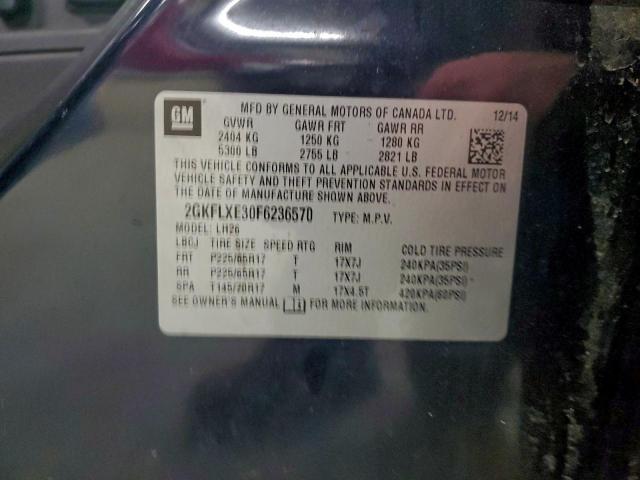 GM
MFD BY GENERAL MOTORS OF CANADA LTD. 12/14
GVWR GAWR FRT GAWR RR
2404 KG 1250 KG 1280 KG
5300 LB 2755 LB 2821 LB
THIS VEHICLE CONFORMS TO ALL APPLICABLE U.S. FEDERAL MOTOR
VEHICLE SAFETY AND THEFT PREVENTION STANDARDS IN EFFECT ON
THE DATE OF MANUFACTURE SHOWN ABOVE.
2GKFLXE30F6236570 TYPE: M.P.V.
MODEL: LH26
LBCJ TIRE SIZE SPEED RTG RIM COLD TIRE PRESSURE
FRT P225/65R17 T 17X7J 240KPA(35PSI)
RR P225/65R17 T 17X7J 240KPA(35PSI)
SPA T145/70R17 M 17X4.5T 420KPA(60PSI)
SEE OWNER'S MANUAL FOR MORE INFORMATION.